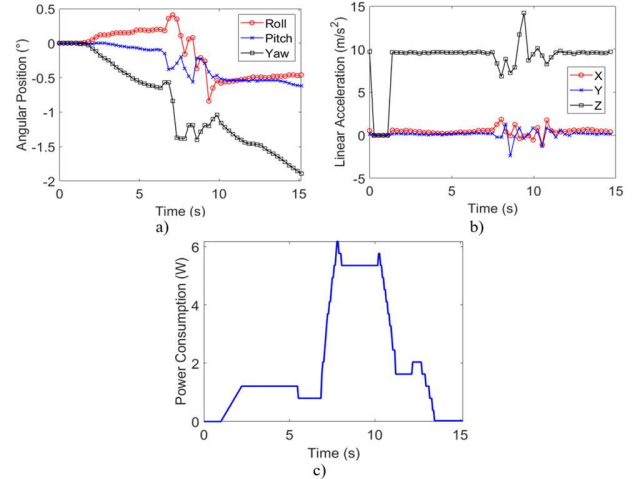 a)
Angular Position (°)
0.5
0
-0.5
-1
-1.5
-2
0
5
10
15
Time (s)
Roll
Pitch
Yaw
b)
Linear Acceleration (m/s²)
15
10
5
0
-5
0
5
10
15
Time (s)
X
Y
Z
c)
Power Consumption (W)
6
4
2
0
0
5
10
15
Time (s)